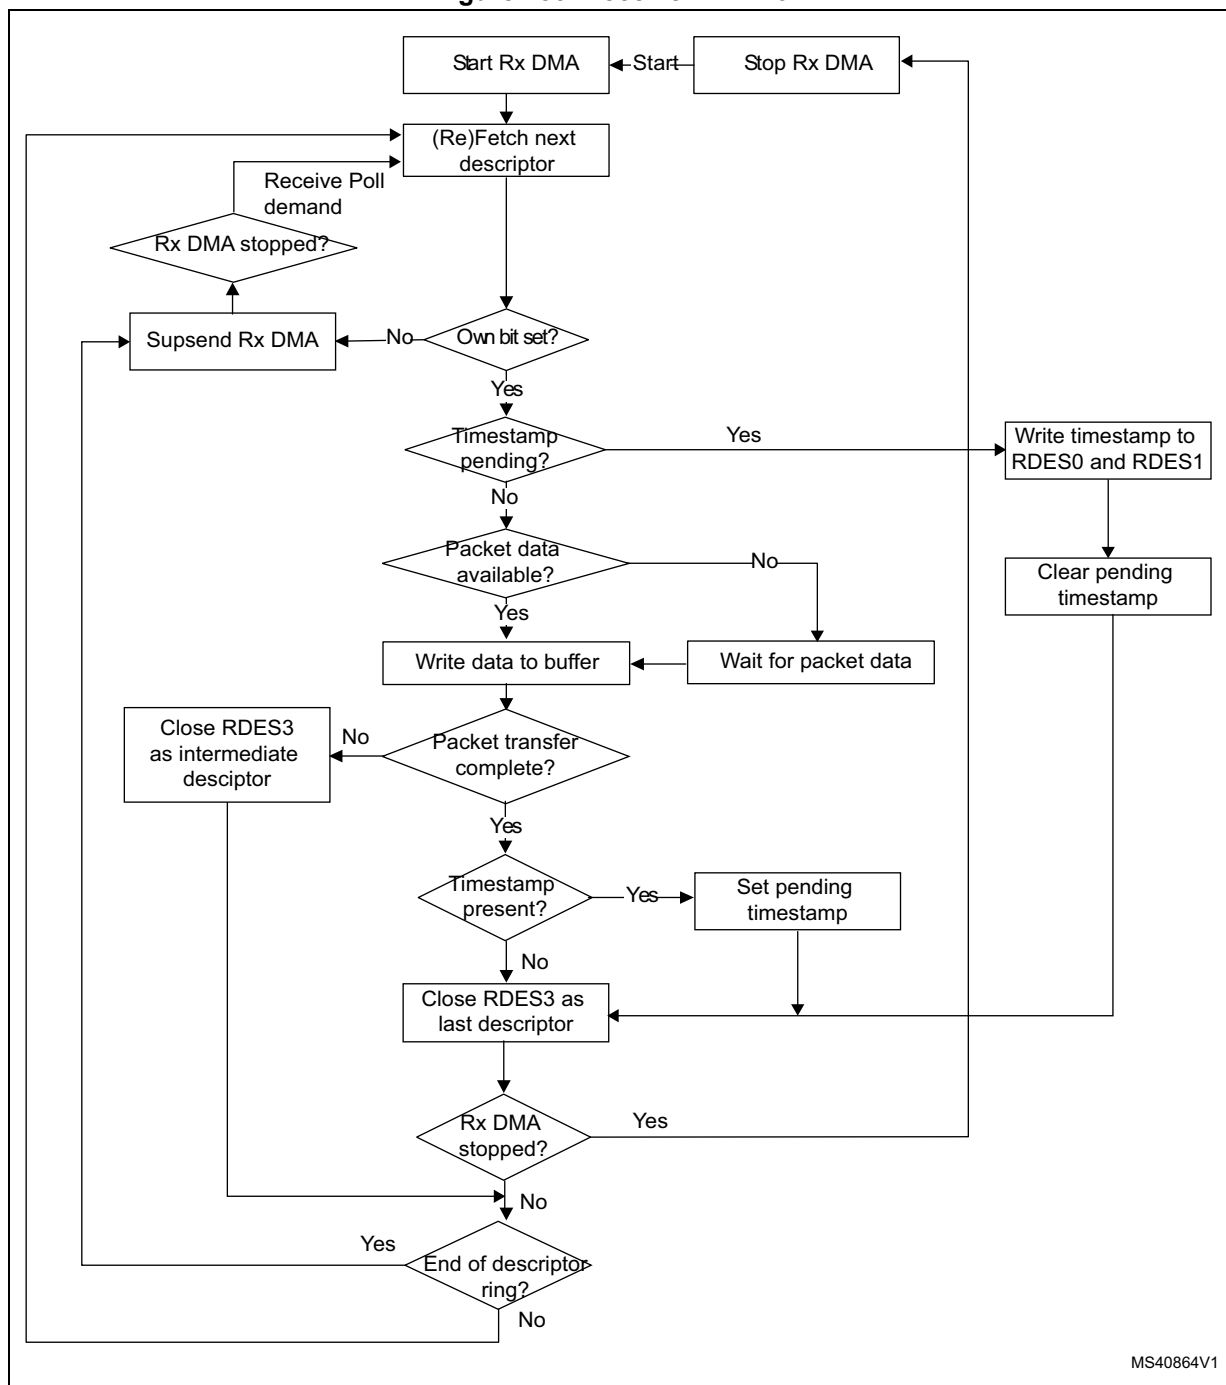 Start Rx DMA
Start
Stop Rx DMA
(Re)Fetch next
descriptor
Receive Poll
demand
Rx DMA stopped?
Supsend Rx DMA
No
Own bit set?
Yes
Timestamp
pending?
Yes
Write timestamp to
RDES0 and RDES1
No
Packet data
available?
No
Clear pending
timestamp
Yes
Write data to buffer
Wait for packet data
Close RDES3
as intermediate
desciptor
No
Packet transfer
complete?
Yes
Timestamp
present?
Yes
Set pending
timestamp
No
Close RDES3 as
last descriptor
Rx DMA
stopped?
Yes
No
Yes
End of descriptor
ring?
No
MS40864V1